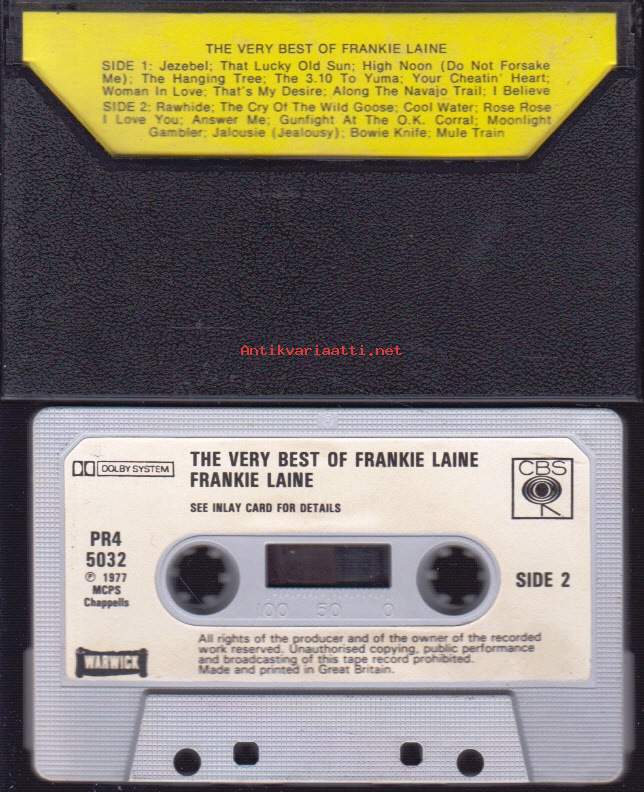 THE VERY BEST OF FRANKIE LAINE
SIDE 1: Jezebel; That Lucky Old Sun; High Noon (Do Not Forsake
Me); The Hanging Tree; The 3.10 To Yuma; Your Cheatin' Heart;
Woman In Love; That's My Desire; Along The Navajo Trail; I Believe
SIDE 2: Rawhide; The Cry Of The Wild Goose; Cool Water; Rose Rose
I Love You; Answer Me; Gunfight At The O.K. Corral; Moonlight
Gambler; Jalousie (Jealousy); Bowie Knife; Mule Train
Antikvariaatti.net
DOLBY SYSTEM
THE VERY BEST OF FRANKIE LAINE
FRANKIE LAINE
SEE INLAY CARD FOR DETAILS
CBS
PR4
5032
℗ 1977
MCPS
Chappells
SIDE 2
100 50 0
WARWICK
All rights of the producer and of the owner of the recorded
work reserved. Unauthorised copying, public performance
and broadcasting of this tape record prohibited.
Made and printed in Great Britain.